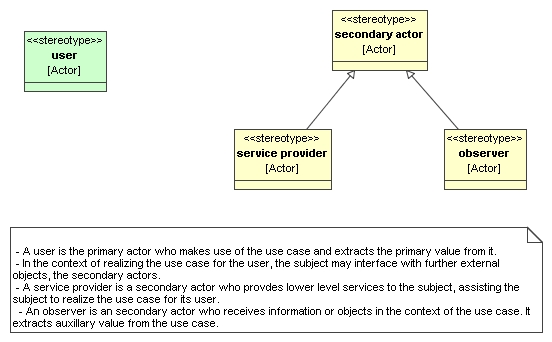 <<stereotype>>
user
[Actor]
<<stereotype>>
secondary actor
[Actor]
<<stereotype>>
service provider
[Actor]
<<stereotype>>
observer
[Actor]
- A user is the primary actor who makes use of the use case and extracts the primary value from it.
- In the context of realizing the use case for the user, the subject may interface with further external
objects, the secondary actors.
- A service provider is a secondary actor who provdes lower level services to the subject, assisting the
subject to realize the use case for its user.
- An observer is an secondary actor who receives information or objects in the context of the use case. It
extracts auxillary value from the use case.